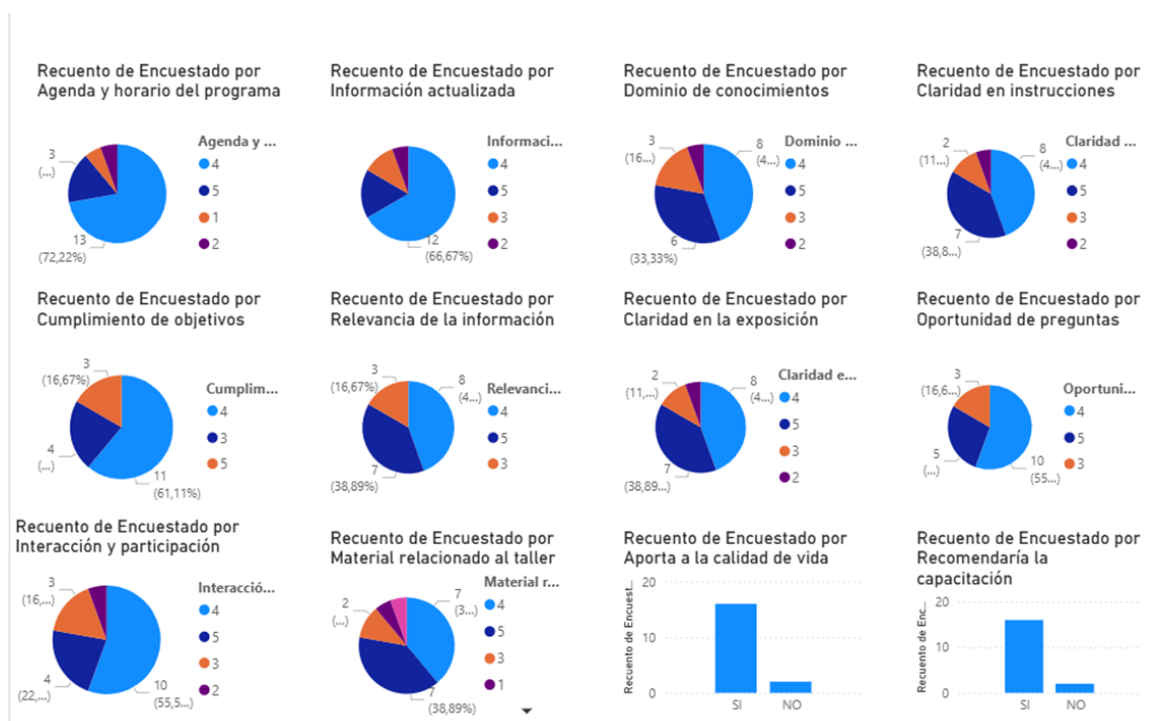 Recuento de Encuestado por
Agenda y horario del programa
Agenda y ...
3
(...)
13
(72,22%)
4
5
1
2
Recuento de Encuestado por
Información actualizada
Informaci...
12
(66,67%)
4
5
3
2
Recuento de Encuestado por
Dominio de conocimientos
Dominio ...
3
(16...)
8
(4...)
6
(33,33%)
4
5
3
2
Recuento de Encuestado por
Claridad en instrucciones
Claridad ...
2
(11...)
8
(4...)
7
(38,8...)
4
5
3
2
Recuento de Encuestado por
Cumplimiento de objetivos
Cumplim...
3
(16,67%)
4
(...)
11
(61,11%)
4
3
5
Recuento de Encuestado por
Relevancia de la información
Relevanci...
3
(16,67%)
8
(4...)
7
(38,89%)
4
5
3
Recuento de Encuestado por
Claridad en la exposición
Claridad e...
2
(11,...)
8
(4...)
7
(38,89...)
4
5
3
2
Recuento de Encuestado por
Oportunidad de preguntas
Oportuni...
3
(16,6...)
5
(...)
10
(55...)
4
5
3
Recuento de Encuestado por
Interacción y participación
Interacció...
3
(16,...)
4
(22,...)
10
(55,5...)
4
5
3
2
Recuento de Encuestado por
Material relacionado al taller
Material r...
2
(...)
7
(3...)
7
(38,89%)
4
5
3
1
Recuento de Encuestado por
Aporta a la calidad de vida
Recuento de Encuest...
20
10
0
SI
NO
Recuento de Encuestado por
Recomendaría la
capacitación
Recuento de Enc...
20
10
0
SI
NO